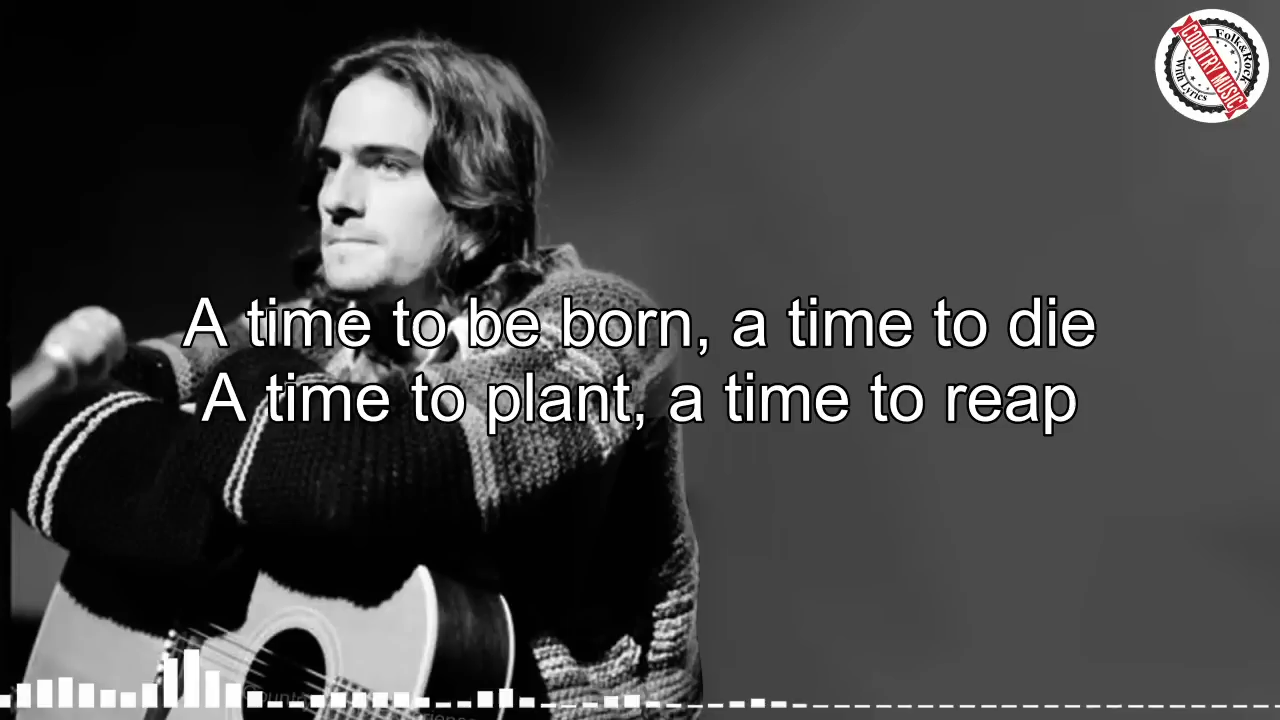 Folk&Rock
COUNTRY MUSIC
With Lyrics
A time to be born, a time to die
A time to plant, a time to reap